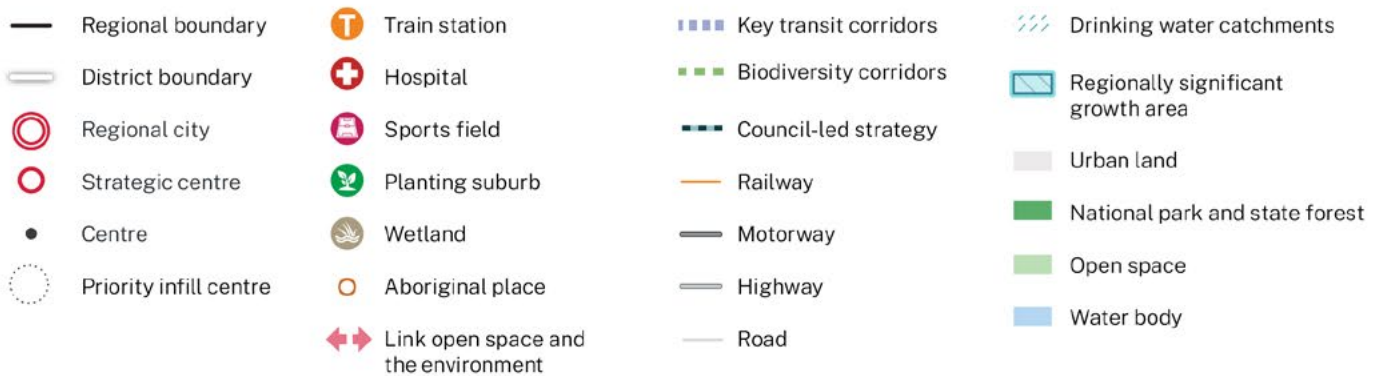 Regional boundary
District boundary
Regional city
Strategic centre
Centre
Priority infill centre
T
Train station
Hospital
Sports field
Planting suburb
Wetland
Aboriginal place
Link open space and
the environment
Key transit corridors
Biodiversity corridors
Council-led strategy
Railway
Motorway
Highway
Road
Drinking water catchments
Regionally significant
growth area
Urban land
National park and state forest
Open space
Water body